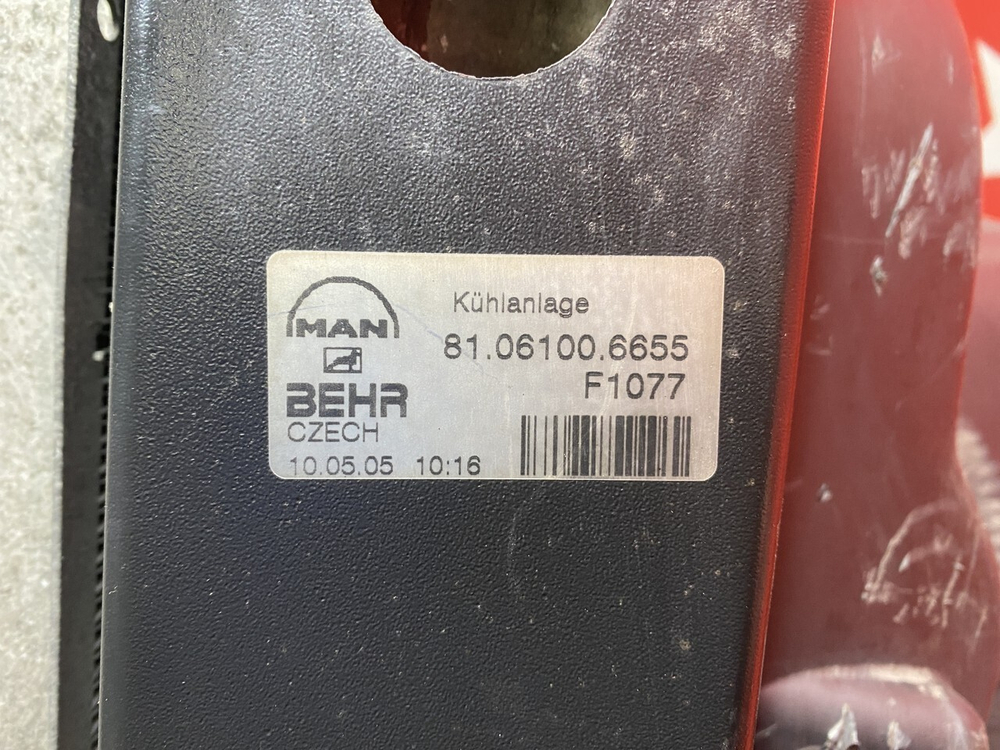 MAN
Kühlanlage
81.06100.6655
F1077
BEHR
CZECH
10.05.05 10:16